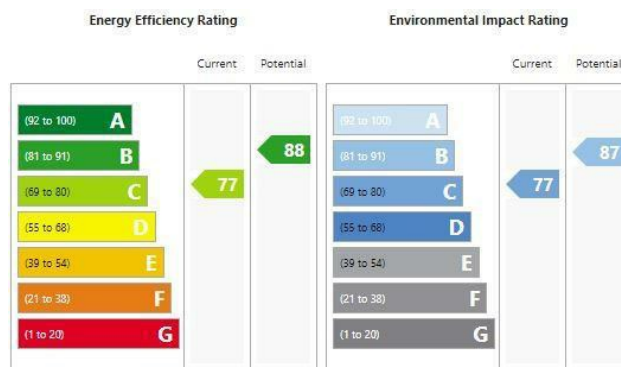 Energy Efficiency Rating
Current Potential
(92 to 100) A
(81 to 91) B
(69 to 80) C
(55 to 68) D
(39 to 54) E
(21 to 38) F
(1 to 20) G
77
88
Environmental Impact Rating
Current Potential
(92 to 100) A
(81 to 91) B
(69 to 80) C
(55 to 68) D
(39 to 54) E
(21 to 38) F
(1 to 20) G
77
87